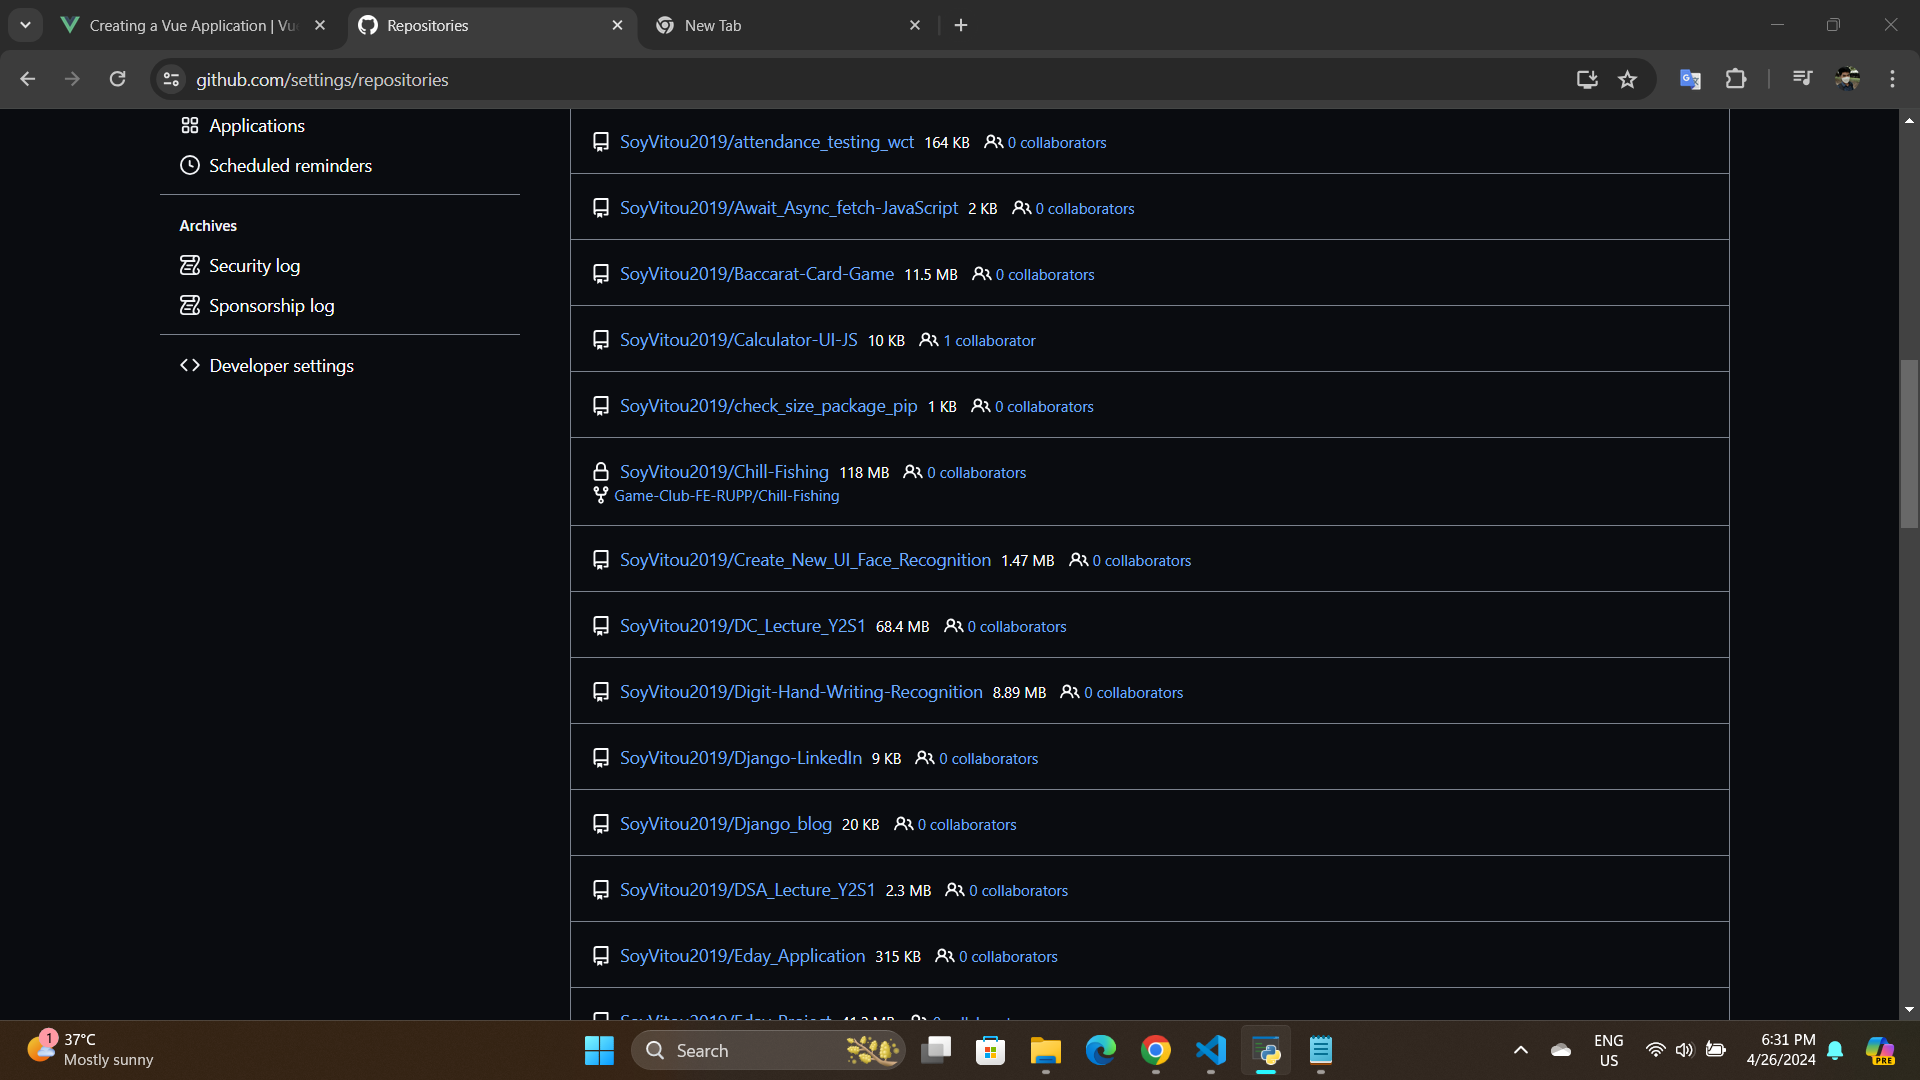 Creating a Vue Application | Vu
Repositories
New Tab
github.com/settings/repositories
Applications
Scheduled reminders
Archives
Security log
Sponsorship log
Developer settings
SoyVitou2019/attendance_testing_wct 164 KB 0 collaborators
SoyVitou2019/Await_Async_fetch-JavaScript 2 KB 0 collaborators
SoyVitou2019/Baccarat-Card-Game 11.5 MB 0 collaborators
SoyVitou2019/Calculator-UI-JS 10 KB 1 collaborator
SoyVitou2019/check_size_package_pip 1 KB 0 collaborators
SoyVitou2019/Chill-Fishing 118 MB 0 collaborators
Game-Club-FE-RUPP/Chill-Fishing
SoyVitou2019/Create_New_UI_Face_Recognition 1.47 MB 0 collaborators
SoyVitou2019/DC_Lecture_Y2S1 68.4 MB 0 collaborators
SoyVitou2019/Digit-Hand-Writing-Recognition 8.89 MB 0 collaborators
SoyVitou2019/Django-LinkedIn 9 KB 0 collaborators
SoyVitou2019/Django_blog 20 KB 0 collaborators
SoyVitou2019/DSA_Lecture_Y2S1 2.3 MB 0 collaborators
SoyVitou2019/Eday_Application 315 KB 0 collaborators
1
37°C
Mostly sunny
Search
ENG
US
6:31 PM
4/26/2024
PRE